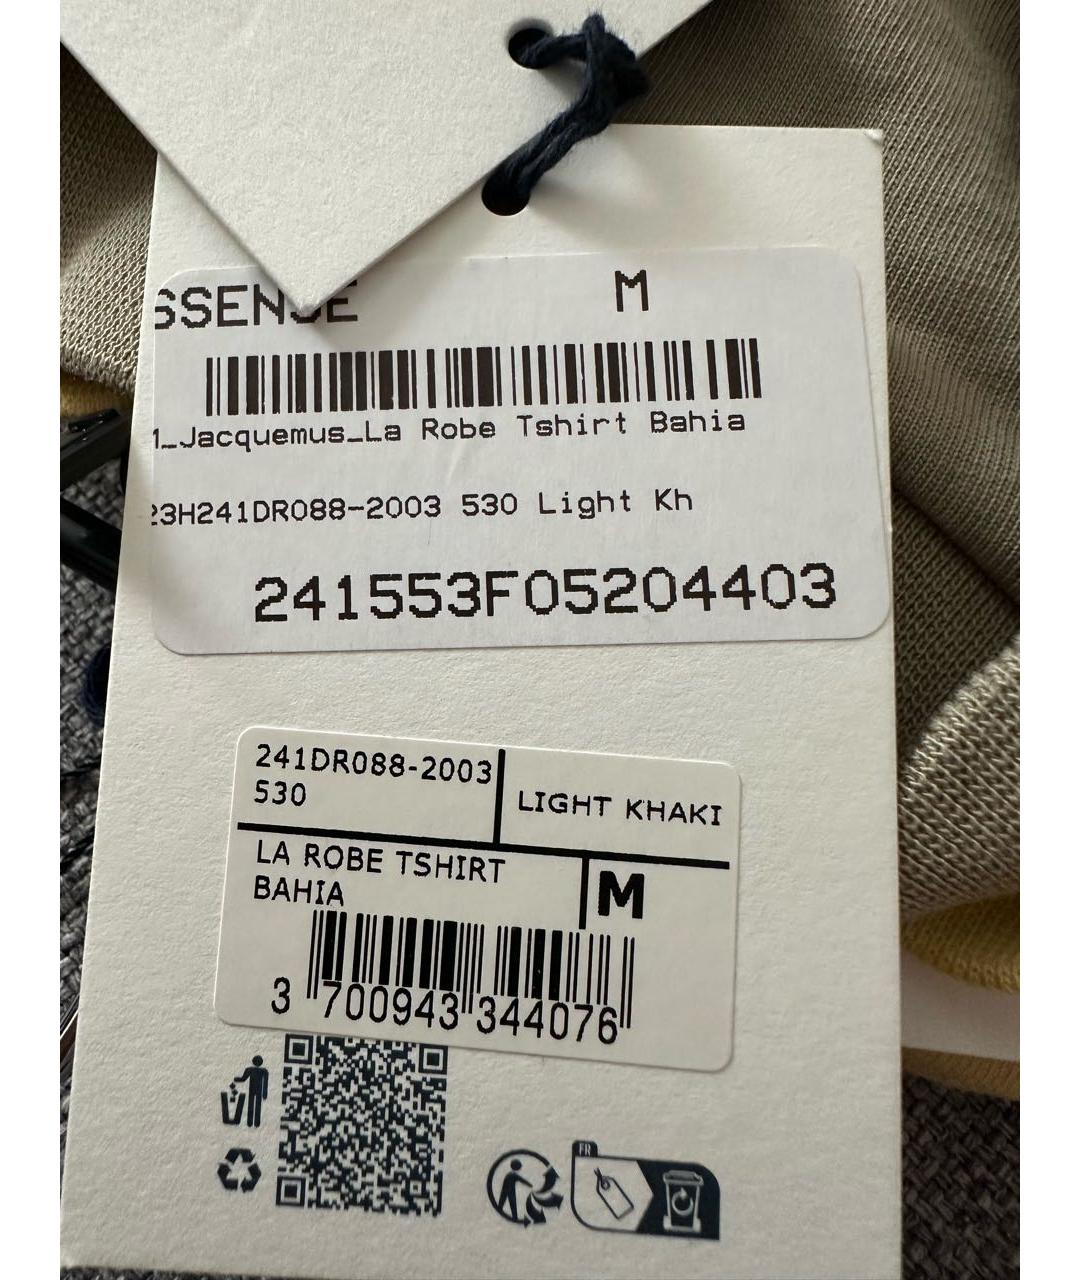 SSENSE M
1_Jacquemus_La Robe Tshirt Bahia
23H241DR088-2003 530 Light Kh
241553F05204403
241DR088-2003
530
LIGHT KHAKI
LA ROBE TSHIRT
BAHIA
M
3 700943 344076
FR